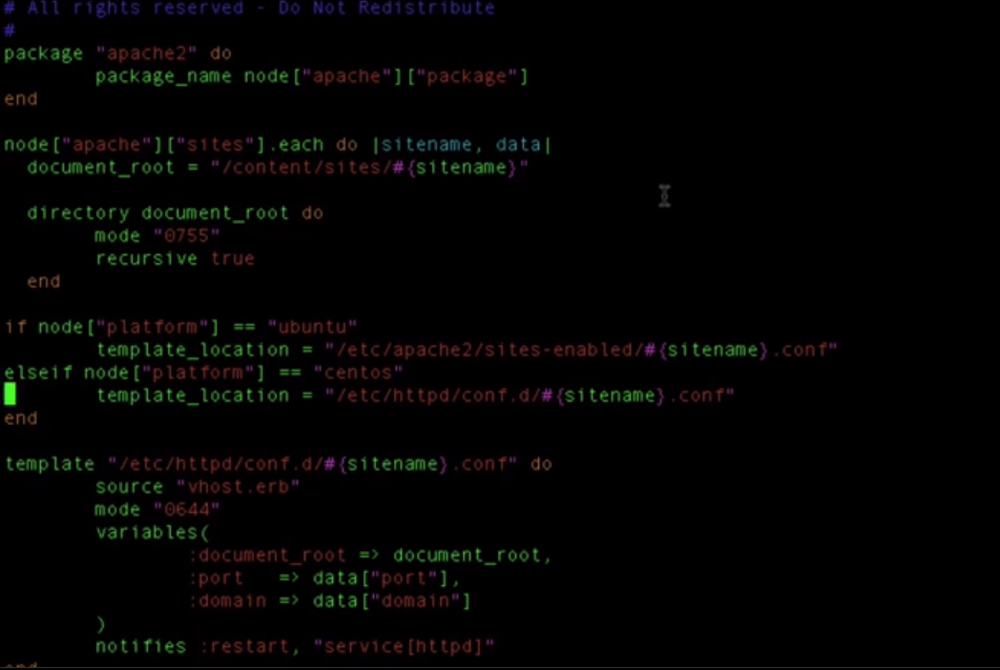 # All rights reserved - Do Not Redistribute
#
package "apache2" do
package_name node["apache"]["package"]
end
node["apache"]["sites"].each do |sitename, data|
document_root = "/content/sites/#{sitename}"
directory document_root do
mode "0755"
recursive true
end
if node["platform"] == "ubuntu"
template_location = "/etc/apache2/sites-enabled/#{sitename}.conf"
elseif node["platform"] == "centos"
template_location = "/etc/httpd/conf.d/#{sitename}.conf"
end
template "/etc/httpd/conf.d/#{sitename}.conf" do
source "vhost.erb"
mode "0644"
variables(
:document_root => document_root,
:port => data["port"],
:domain => data["domain"]
)
notifies :restart, "service[httpd]"
end